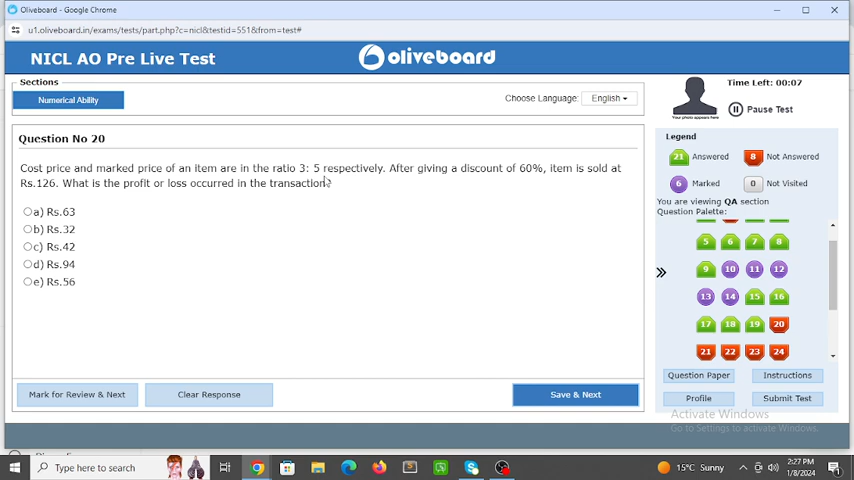 Oliveboard - Google Chrome
u1.oliveboard.in/exams/tests/part.php?c=nicl&testid=551&from=test#
NICL AO Pre Live Test
oliveboard
Sections
Numerical Ability
Choose Language: English
Your photo appears here
Time Left: 00:07
Pause Test
Question No 20
Cost price and marked price of an item are in the ratio 3: 5 respectively. After giving a discount of 60%, item is sold at
Rs.126. What is the profit or loss occurred in the transaction?
a) Rs.63
b) Rs.32
c) Rs.42
d) Rs.94
e) Rs.56
Legend
21 Answered 8 Not Answered
6 Marked 0 Not Visited
You are viewing QA section
Question Palette:
5 6 7 8
9 10 11 12
13 14 15 16
17 18 19 20
21 22 23 24
Mark for Review & Next Clear Response Save & Next
Question Paper Instructions
Profile Submit Test
Activate Windows
Go to Settings to activate Windows.
Type here to search
15°C Sunny
2:27 PM
1/8/2024